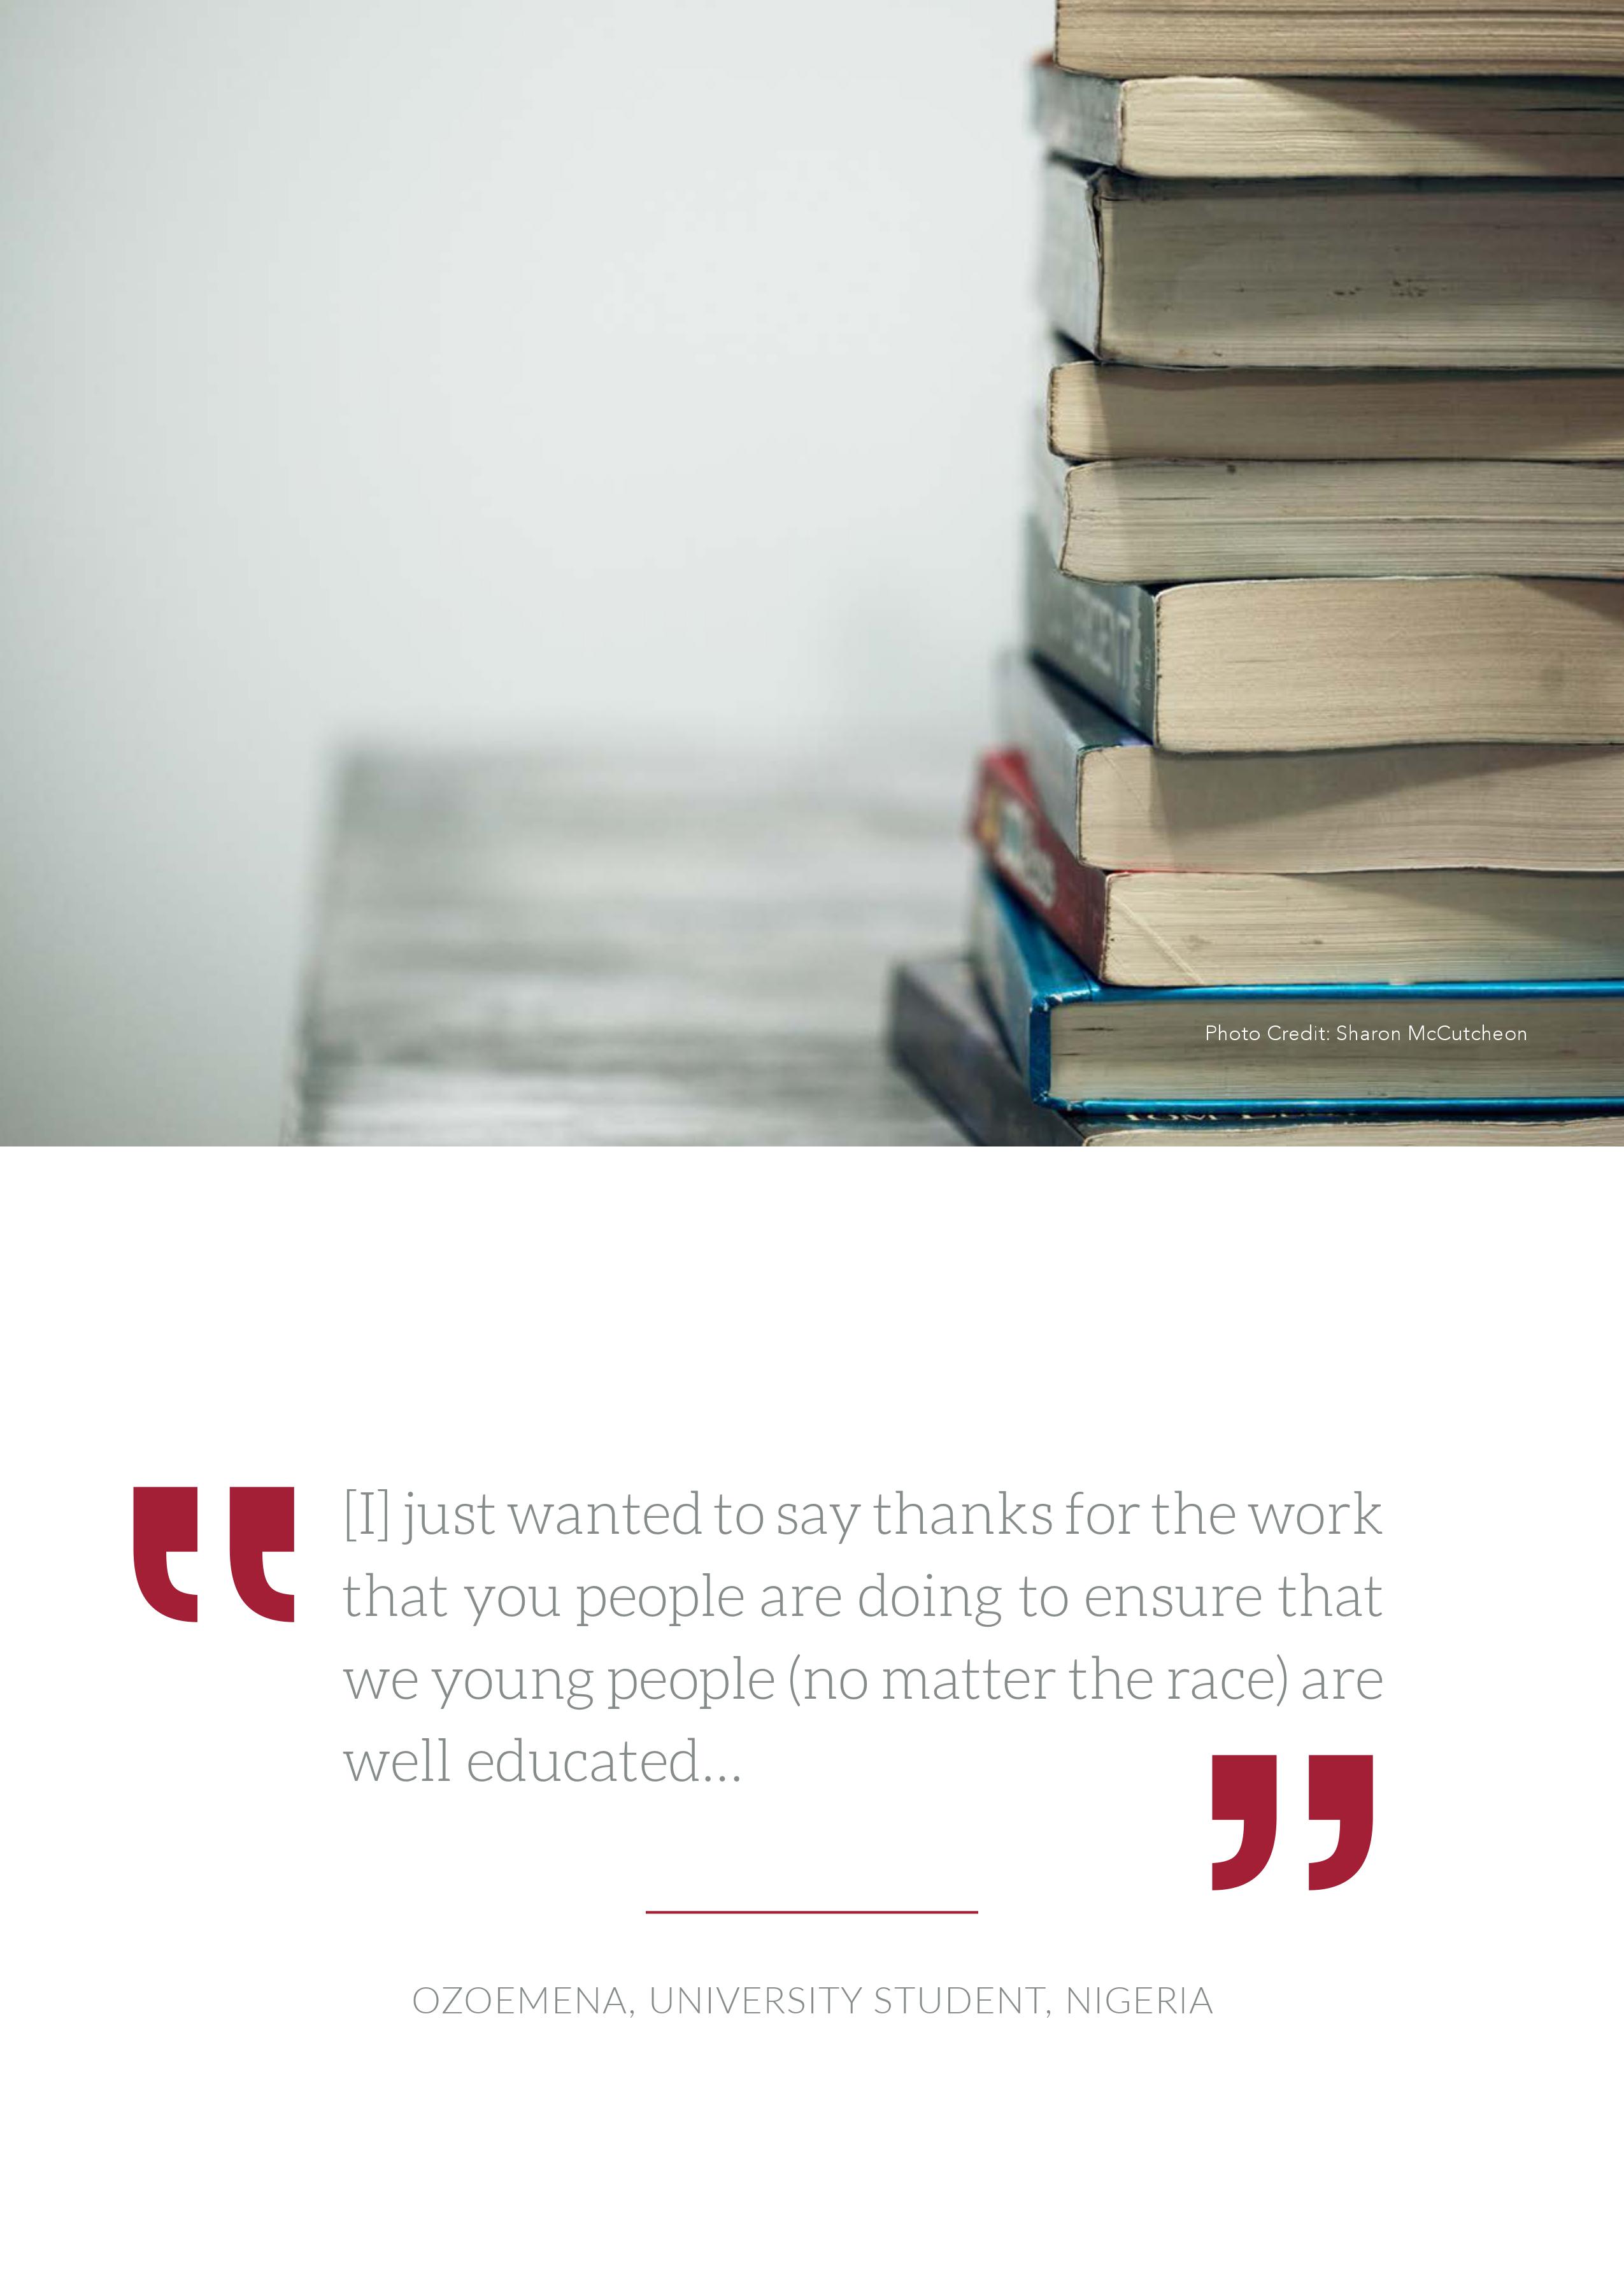 Photo Credit: Sharon McCutcheon
[I] just wanted to say thanks for the work
that you people are doing to ensure that
we young people (no matter the race) are
well educated...
OZOEMENA, UNIVERSITY STUDENT, NIGERIA